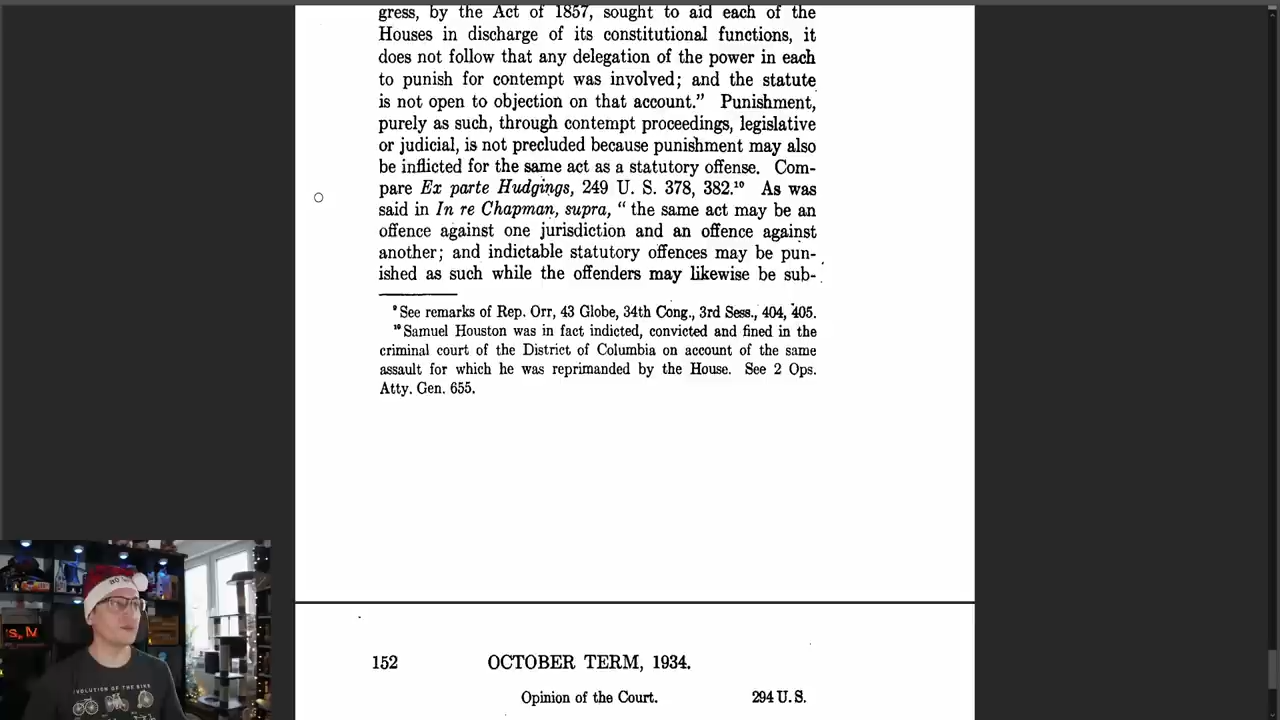 gress, by the Act of 1857, sought to aid each of the
Houses in discharge of its constitutional functions, it
does not follow that any delegation of the power in each
to punish for contempt was involved; and the statute
is not open to objection on that account.” Punishment,
purely as such, through contempt proceedings, legislative
or judicial, is not precluded because punishment may also
be inflicted for the same act as a statutory offense. Com-
pare Ex parte Hudgings, 249 U. S. 378, 382.¹⁰ As was
said in In re Chapman, supra, “ the same act may be an
offence against one jurisdiction and an offence against
another; and indictable statutory offences may be pun-
ished as such while the offenders may likewise be sub-
⁹ See remarks of Rep. Orr, 43 Globe, 34th Cong., 3rd Sess., 404, 405.
¹⁰ Samuel Houston was in fact indicted, convicted and fined in the
criminal court of the District of Columbia on account of the same
assault for which he was reprimanded by the House. See 2 Ops.
Atty. Gen. 655.
152 OCTOBER TERM, 1934.
Opinion of the Court. 294 U. S.
s, M
EVOLUTION OF THE BIKE